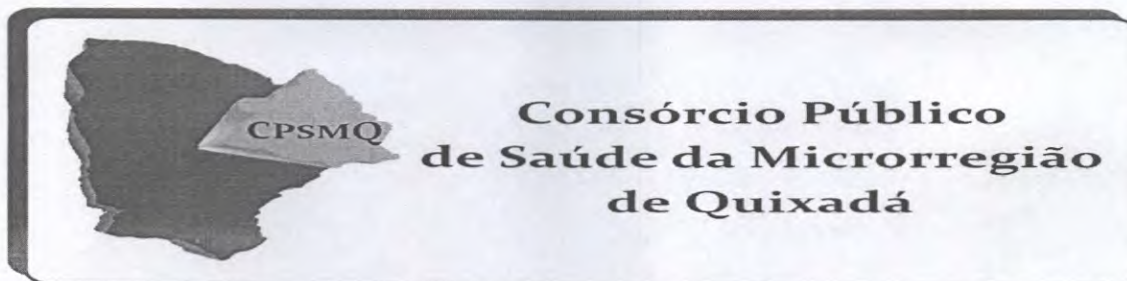 CPSMQ
Consórcio Público
de Saúde da Microrregião
de Quixadá